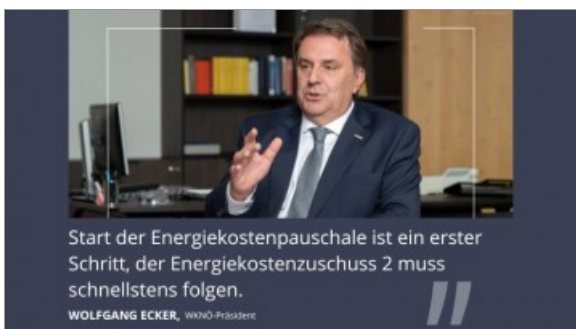 Start der Energiekostenpauschale ist ein erster
Schritt, der Energiekostenzuschuss 2 muss
schnellstens folgen.
WOLFGANG ECKER, WKNÖ-Präsident